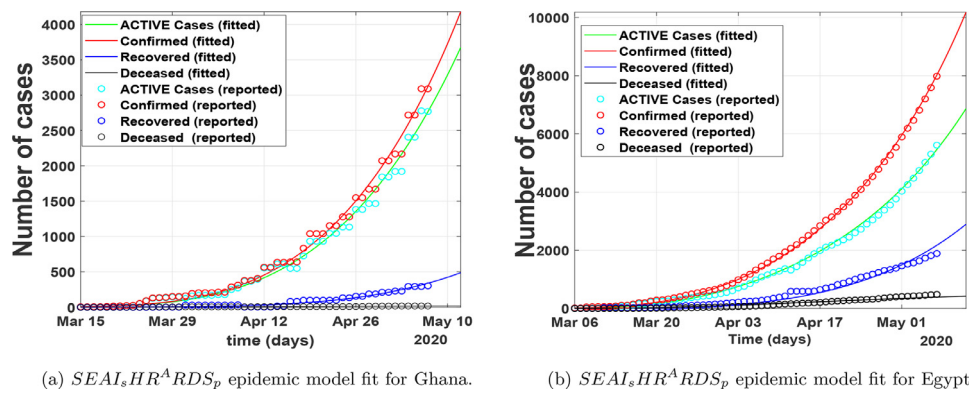 4000
3500
3000
2500
2000
1500
1000
500
0
Number of cases
ACTIVE Cases (fitted)
Confirmed (fitted)
Recovered (fitted)
Deceased (fitted)
ACTIVE Cases (reported)
Confirmed (reported)
Recovered (reported)
Deceased (reported)
Mar 15 Mar 29 Apr 12 Apr 26 May 10
time (days) 2020
(a) SEAI_sHR^ARDS_p epidemic model fit for Ghana.
10000
8000
6000
4000
2000
0
Number of cases
ACTIVE Cases (fitted)
Confirmed (fitted)
Recovered (fitted)
Deceased (fitted)
ACTIVE Cases (reported)
Confirmed (reported)
Recovered (reported)
Deceased (reported)
Mar 06 Mar 20 Apr 03 Apr 17 May 01
Time (days) 2020
(b) SEAI_sHR^ARDS_p epidemic model fit for Egypt